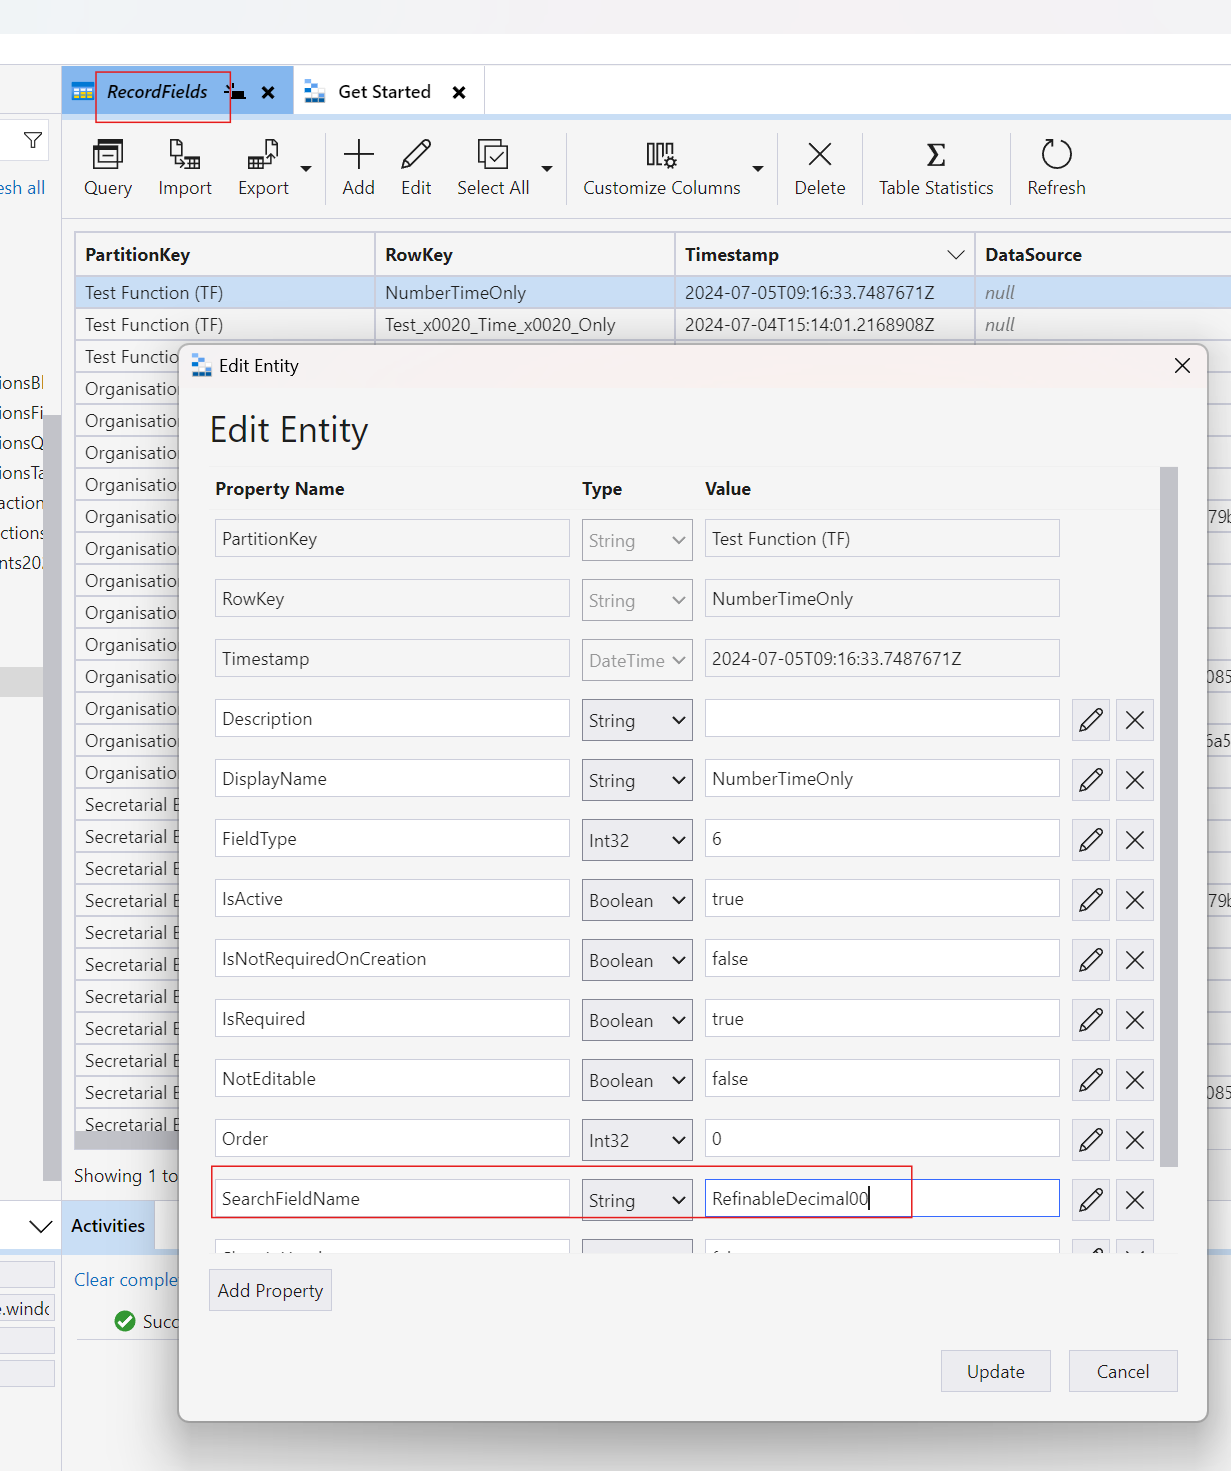 RecordFields
Get Started
esh all
Query
Import
Export
Add
Edit
Select All
Customize Columns
Delete
Table Statistics
Refresh
PartitionKey RowKey Timestamp DataSource
Test Function (TF) NumberTimeOnly 2024-07-05T09:16:33.7487671Z null
Test Function (TF) Test_x0020_Time_x0020_Only 2024-07-04T15:14:01.2168908Z null
Test Functio
Organisatio
Organisatio
Organisatio
Organisatio
Organisatio 79b
Organisatio
Organisatio
Organisatio
Organisatio
Organisatio 085
Organisatio
Organisatio 6a5
Organisatio
Secretarial E
Secretarial E
Secretarial E
Secretarial E 79b
Secretarial E
Secretarial E
Secretarial E
Secretarial E
Secretarial E
Secretarial E 085
Secretarial E
ionsBl
ionsFi
ionsQ
ionsTa
action
ctions
nts202
Edit Entity
Edit Entity
Property Name Type Value
PartitionKey String Test Function (TF)
RowKey String NumberTimeOnly
Timestamp DateTime 2024-07-05T09:16:33.7487671Z
Description String
DisplayName String NumberTimeOnly
FieldType Int32 6
IsActive Boolean true
IsNotRequiredOnCreation Boolean false
IsRequired Boolean true
NotEditable Boolean false
Order Int32 0
SearchFieldName String RefinableDecimal00
Add Property
Update
Cancel
Showing 1 to
Activities
Clear comple
e.windo
Succ